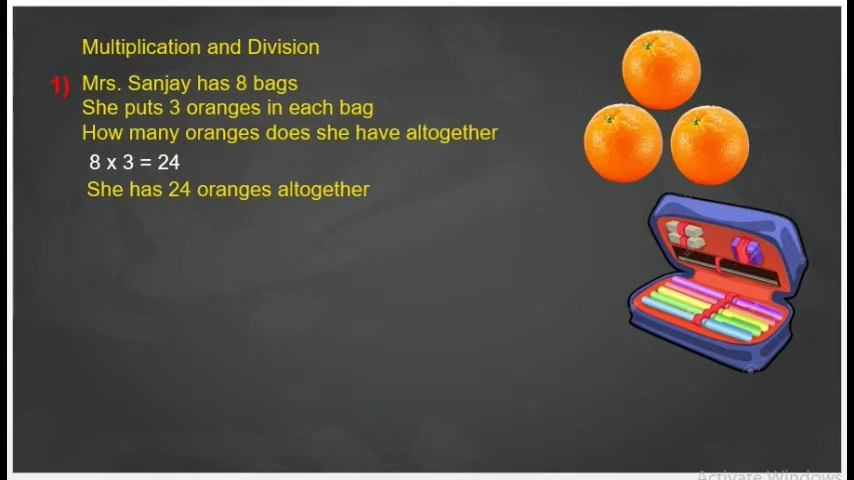 Multiplication and Division
1) Mrs. Sanjay has 8 bags
She puts 3 oranges in each bag
How many oranges does she have altogether
8 x 3 = 24
She has 24 oranges altogether
Activate Windows